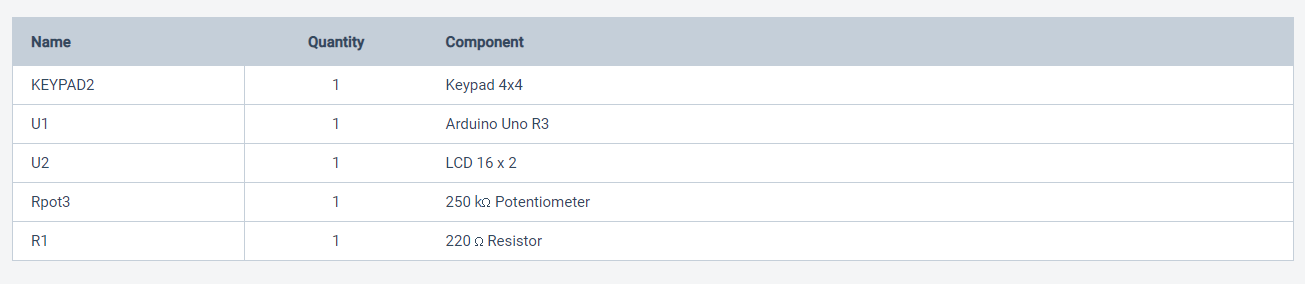 Name Quantity Component
KEYPAD2 1 Keypad 4x4
U1 1 Arduino Uno R3
U2 1 LCD 16 x 2
Rpot3 1 250 kΩ Potentiometer
R1 1 220 Ω Resistor